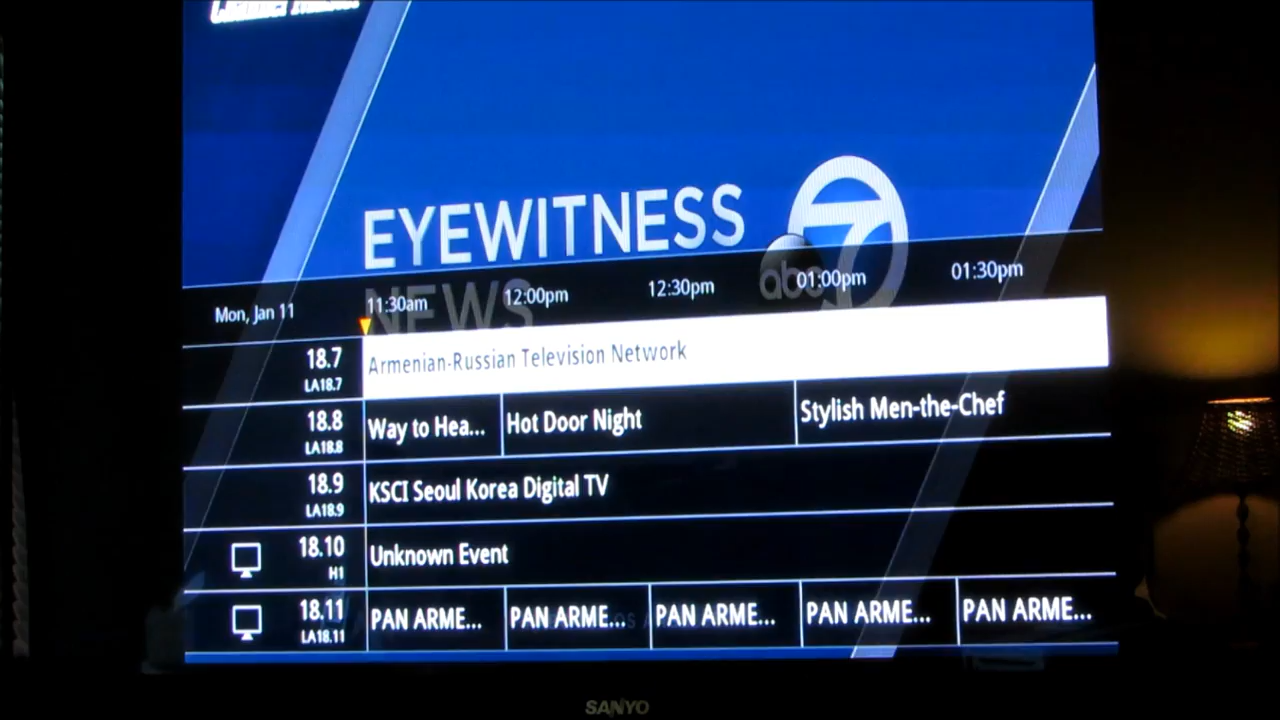 EYEWITNESS
NEWS
7
abc
Mon, Jan 11
11:30am 12:00pm 12:30pm 01:00pm 01:30pm
18.7 Armenian-Russian Television Network
LA18.7
18.8 Way to Hea... Hot Door Night Stylish Men-the-Chef
LA18.8
18.9 KSCI Seoul Korea Digital TV
LA18.9
18.10 Unknown Event
H1
18.11 PAN ARME... PAN ARME... PAN ARME... PAN ARME... PAN ARME...
LA18.11
SANYO